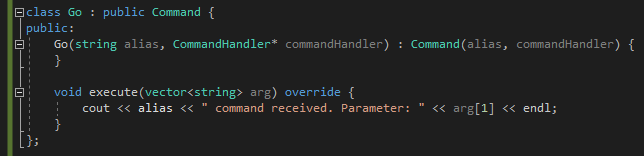 class Go : public Command {
public:
    Go(string alias, CommandHandler* commandHandler) : Command(alias, commandHandler) {
    }

    void execute(vector<string> arg) override {
        cout << alias << " command received. Parameter: " << arg[1] << endl;
    }
};